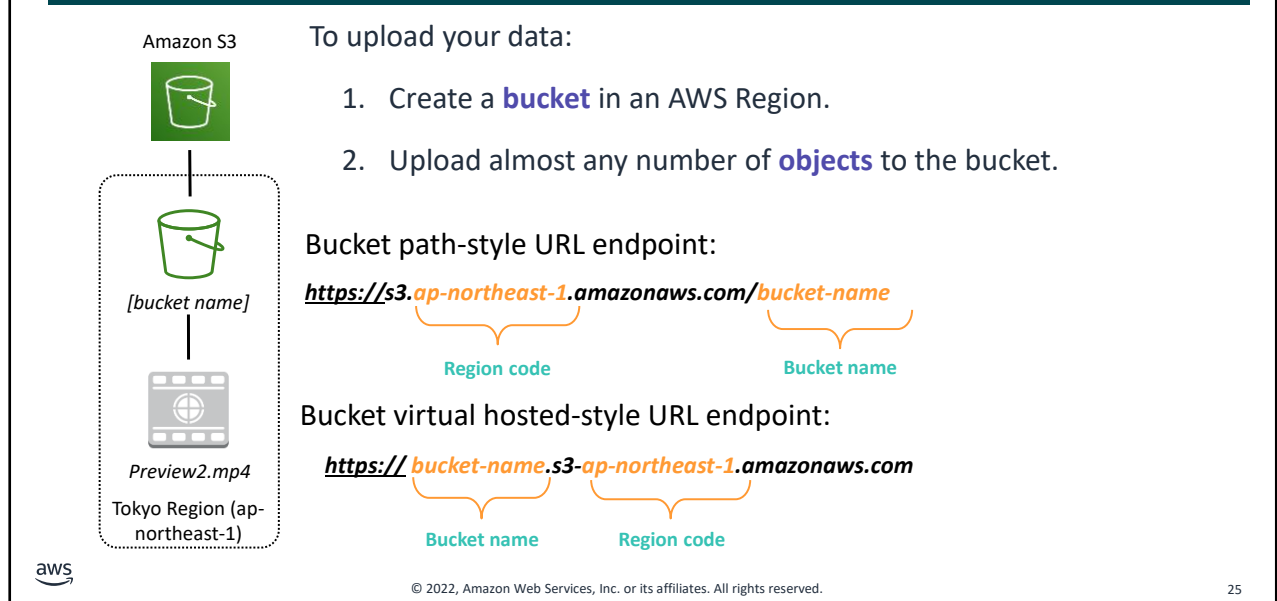 Amazon S3
To upload your data:
1. Create a bucket in an AWS Region.
2. Upload almost any number of objects to the bucket.
[bucket name]
Preview2.mp4
Tokyo Region (ap-
northeast-1)
Bucket path-style URL endpoint:
https://s3.ap-northeast-1.amazonaws.com/bucket-name
Region code
Bucket name
Bucket virtual hosted-style URL endpoint:
https:// bucket-name.s3-ap-northeast-1.amazonaws.com
Bucket name
Region code
aws
© 2022, Amazon Web Services, Inc. or its affiliates. All rights reserved.
25